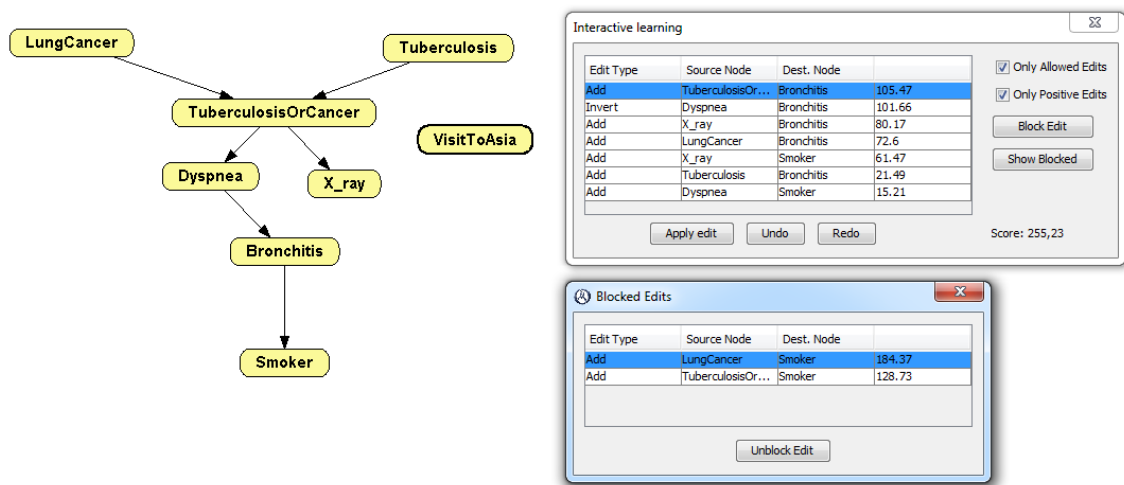 LungCancer
Tuberculosis
TuberculosisOrCancer
VisitToAsia
Dyspnea
X_ray
Bronchitis
Smoker
Interactive learning
Edit Type Source Node Dest. Node
Add TuberculosisOr... Bronchitis 105.47
Invert Dyspnea Bronchitis 101.66
Add X_ray Bronchitis 80.17
Add LungCancer Bronchitis 72.6
Add X_ray Smoker 61.47
Add Tuberculosis Bronchitis 21.49
Add Dyspnea Smoker 15.21
Only Allowed Edits
Only Positive Edits
Block Edit
Show Blocked
Apply edit Undo Redo Score: 255,23
Blocked Edits
Edit Type Source Node Dest. Node
Add LungCancer Smoker 184.37
Add TuberculosisOr... Smoker 128.73
Unblock Edit